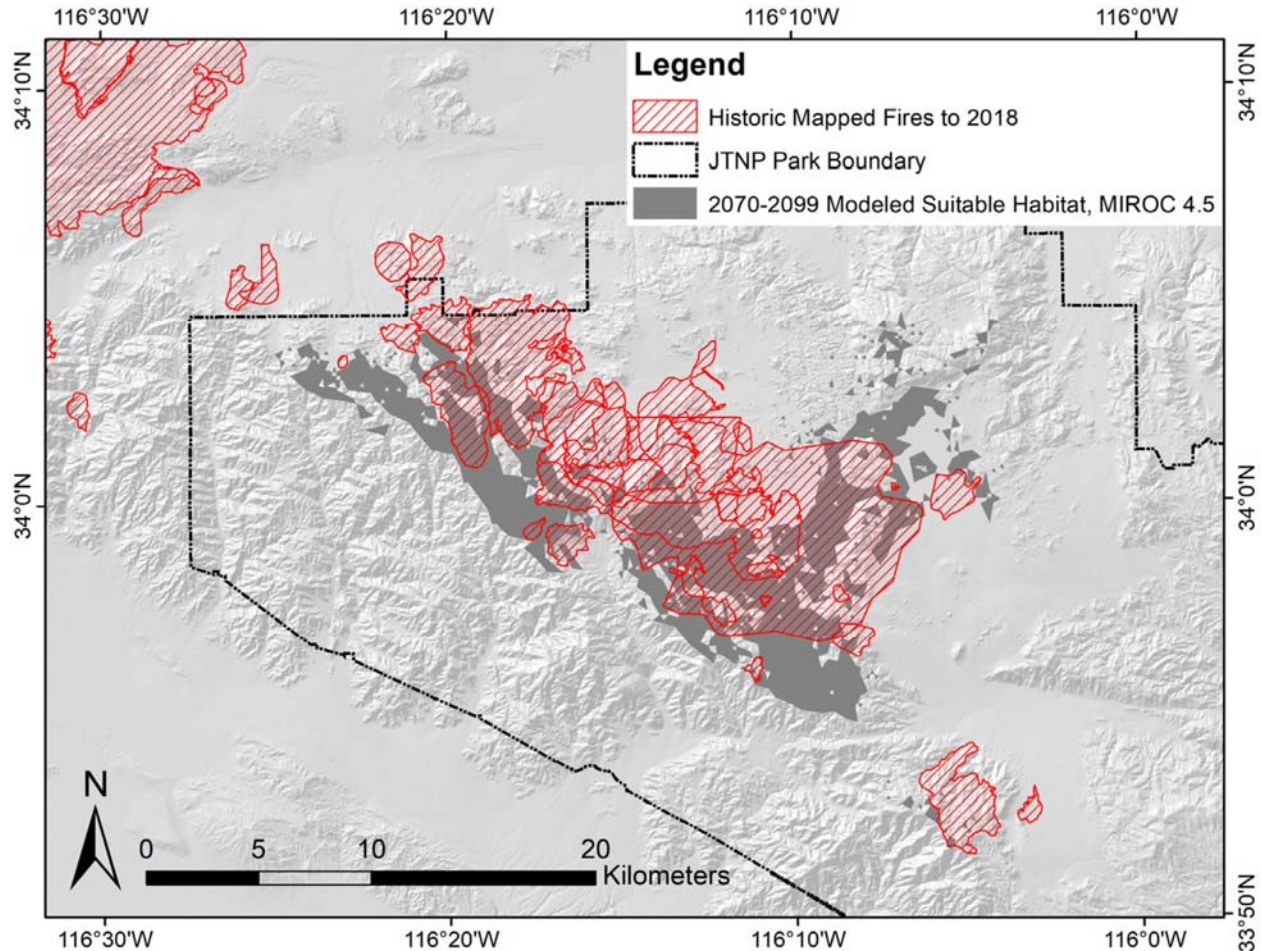 116°30'W 116°20'W 116°10'W 116°0'W
34°10'N
34°10'N
Legend
Historic Mapped Fires to 2018
JTNP Park Boundary
2070-2099 Modeled Suitable Habitat, MIROC 4.5
34°0'N
34°0'N
N
0 5 10 20
Kilometers
33°50'N
116°30'W 116°20'W 116°10'W 116°0'W